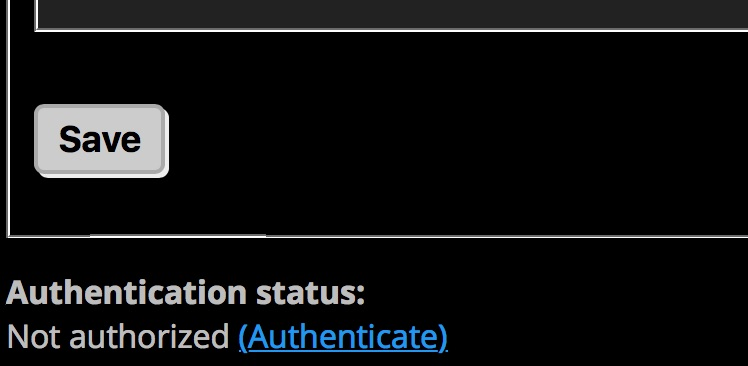 Save
Authentication status:
Not authorized (Authenticate)